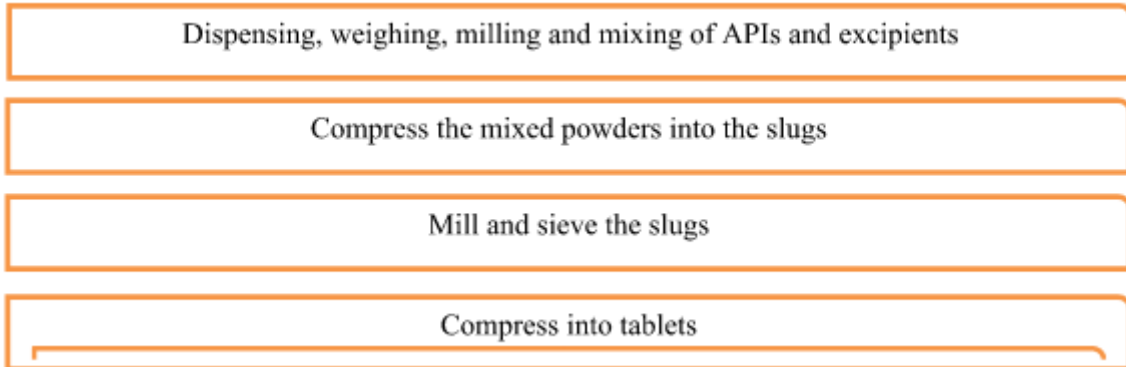 Dispensing, weighing, milling and mixing of APIs and excipients
Compress the mixed powders into the slugs
Mill and sieve the slugs
Compress into tablets